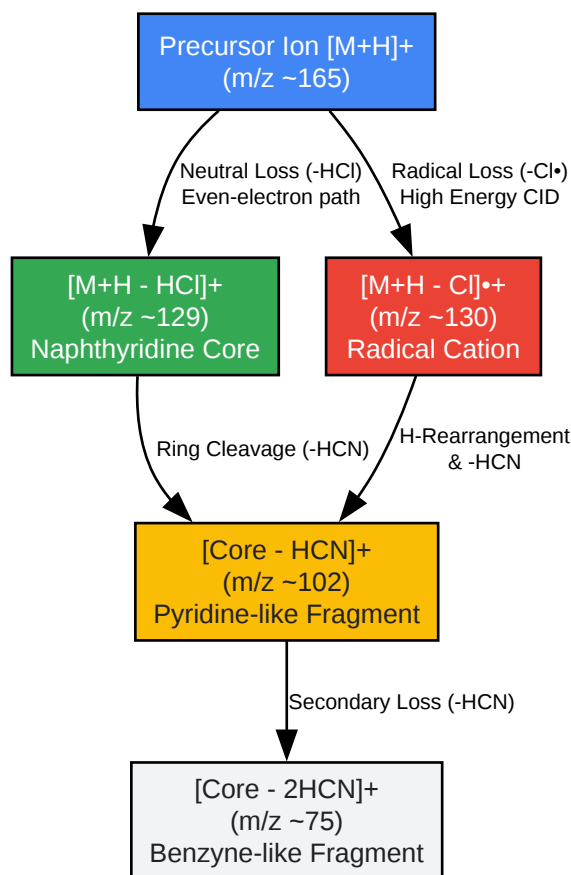 Precursor Ion [M+H]+
(m/z ~165)
Neutral Loss (-HCl)
Even-electron path
Radical Loss (-Cl•)
High Energy CID
[M+H - HCl]+
(m/z ~129)
Naphthyridine Core
[M+H - Cl]•+
(m/z ~130)
Radical Cation
Ring Cleavage (-HCN)
H-Rearrangement
& -HCN
[Core - HCN]+
(m/z ~102)
Pyridine-like Fragment
Secondary Loss (-HCN)
[Core - 2HCN]+
(m/z ~75)
Benzyne-like Fragment